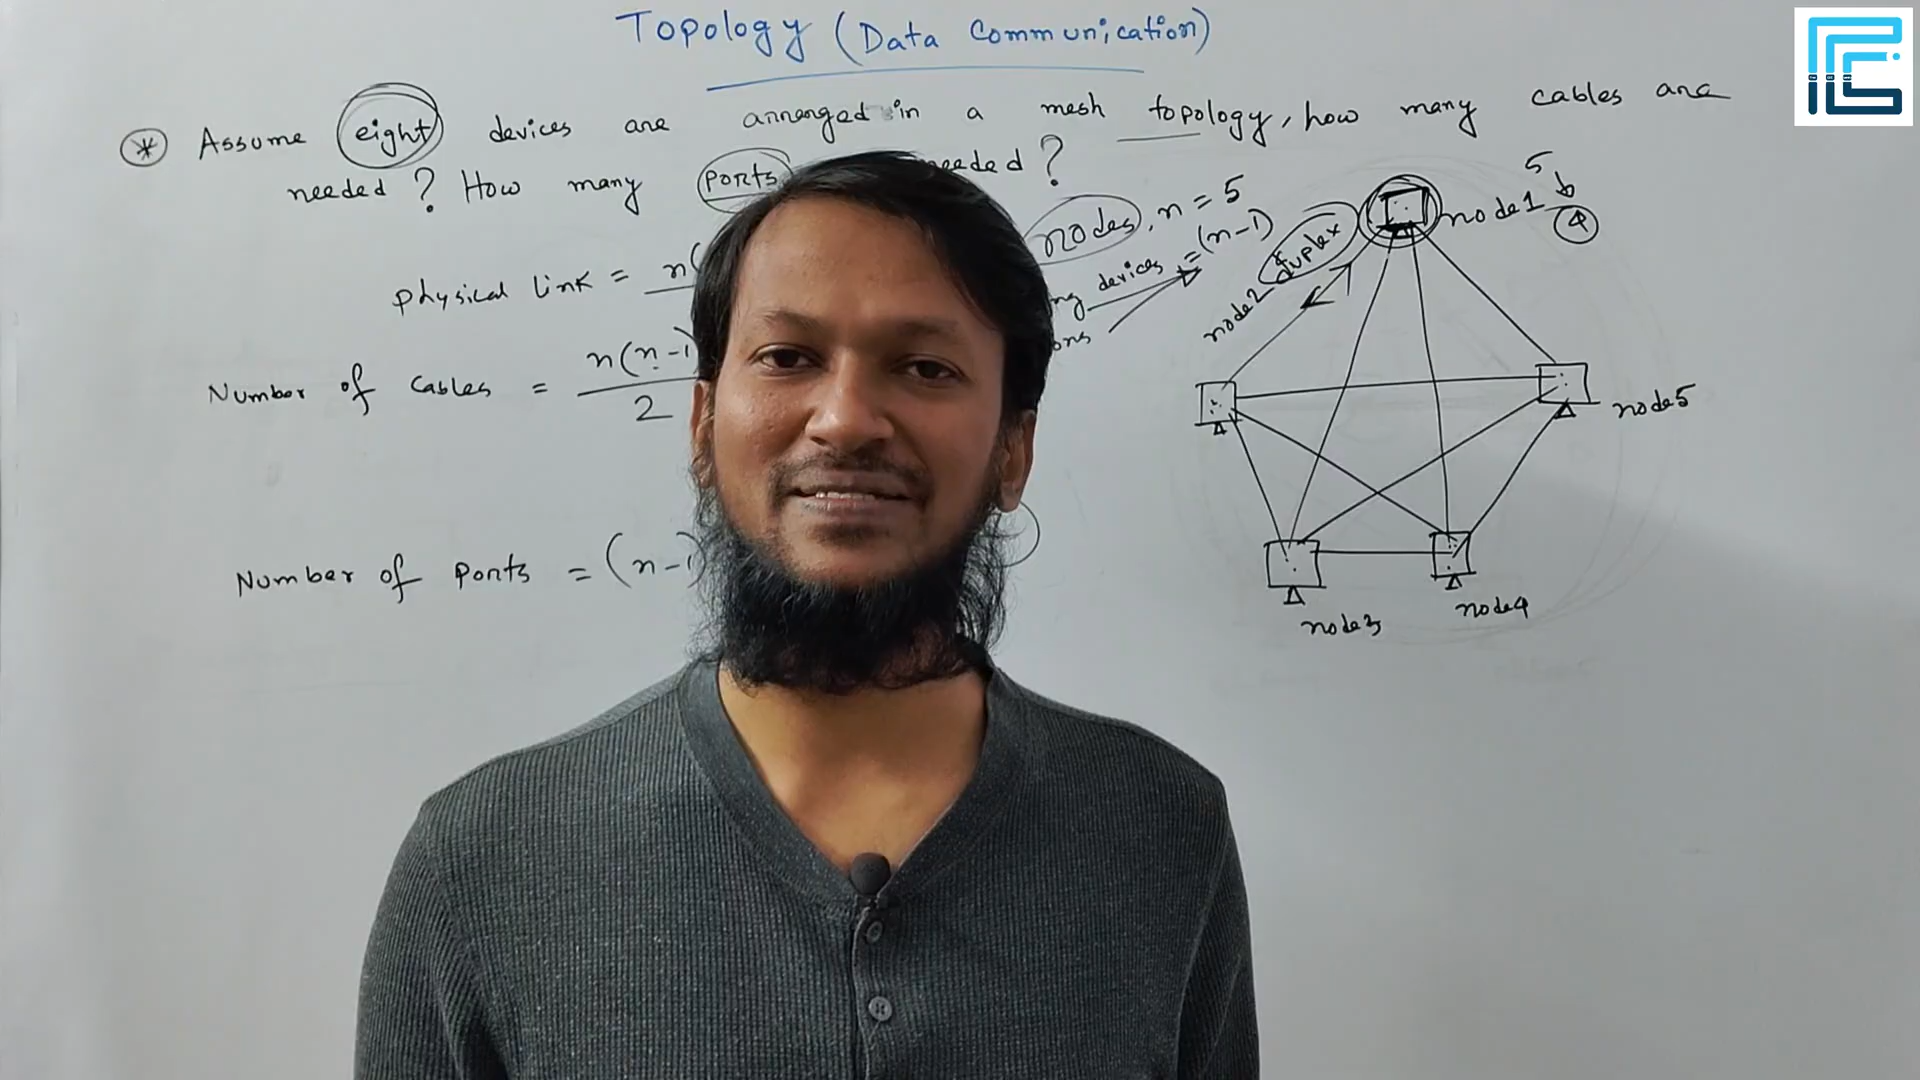 Topology (Data Communication)
* Assume eight devices are arranged in a mesh topology, how many cables are
needed ? How many ports needed ?
nodes, n = 5
Physical link = n(
devices = (n-1)
Number of cables = n(n-1)
2
Number of ports = (n-1)
duplex
node1
5
4
node2
node3
node4
node5